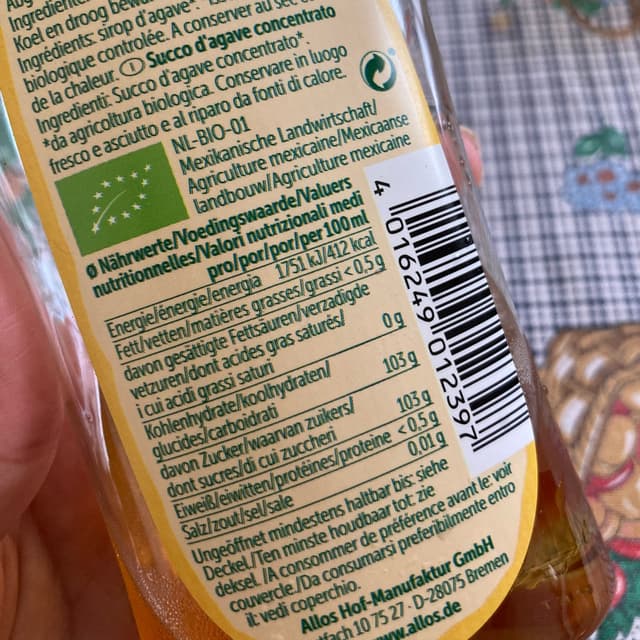 Koel en droog bewa
Ingrédients: sirop d'agave*.
biologique contrôlée. A conserver au sec
de la chaleur. I Succo d'agave concentrato
Ingredienti: Succo d'agave concentrato*
*da agricoltura biologica. Conservare in luogo
fresco e asciutto e al riparo da fonti di calore.
NL-BIO-01
Mexikanische Landwirtschaft/
Agriculture mexicaine/Mexicaanse
landbouw/Agriculture mexicaine
Ø Nährwerte/Voedingswaarde/Valeurs
nutritionnelles/Valori nutrizionali medi
pro/por/por/per 100 ml
Energie/énergie/energia 1751 kJ/412 kcal
Fett/vetten/matières grasses/grassi <0,5 g
davon gesättigte Fettsäuren/verzadigde
vetzuren/dont acides gras saturés/
i cui acidi grassi saturi 0 g
Kohlenhydrate/koolhydraten/
glucides/carboidrati 103 g
davon Zucker/waarvan zuikers/
dont sucres/di cui zuccheri 103 g
Eiweiß/eiwitten/protéines/proteine <0,5 g
Salz/zout/sel/sale 0,01 g
Ungeöffnet mindestens haltbar bis: siehe
Deckel./Ten minste houdbaar tot: zie
deksel./A consommer de préférence avant le: voir
couvercle./Da consumarsi preferibilmente entro
il: vedi coperchio.
Allos Hof-Manufaktur GmbH
tfach 10 75 27 · D-28075 Bremen
www.allos.de
4 016249 012397